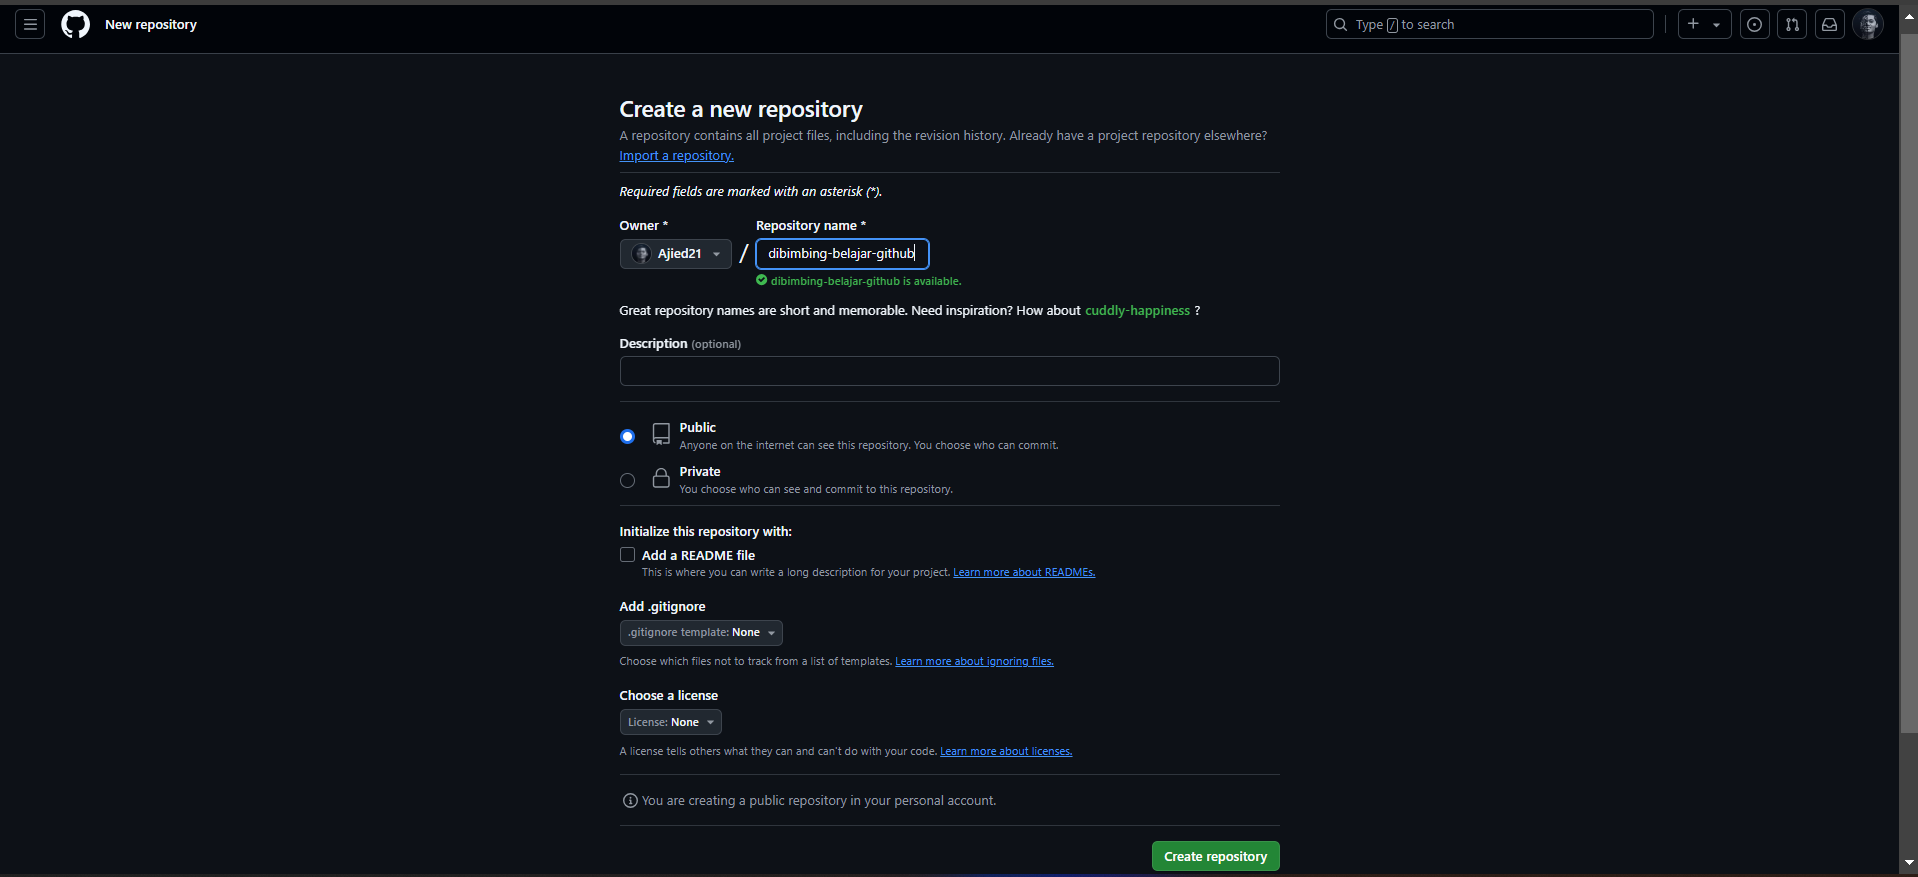 New repository
Type / to search
Create a new repository
A repository contains all project files, including the revision history. Already have a project repository elsewhere?
Import a repository.
Required fields are marked with an asterisk (*).
Owner *
Repository name *
Ajied21
/
dibimbing-belajar-github
dibimbing-belajar-github is available.
Great repository names are short and memorable. Need inspiration? How about cuddly-happiness ?
Description (optional)
Public
Anyone on the internet can see this repository. You choose who can commit.
Private
You choose who can see and commit to this repository.
Initialize this repository with:
Add a README file
This is where you can write a long description for your project. Learn more about READMEs.
Add .gitignore
.gitignore template: None
Choose which files not to track from a list of templates. Learn more about ignoring files.
Choose a license
License: None
A license tells others what they can and can't do with your code. Learn more about licenses.
You are creating a public repository in your personal account.
Create repository